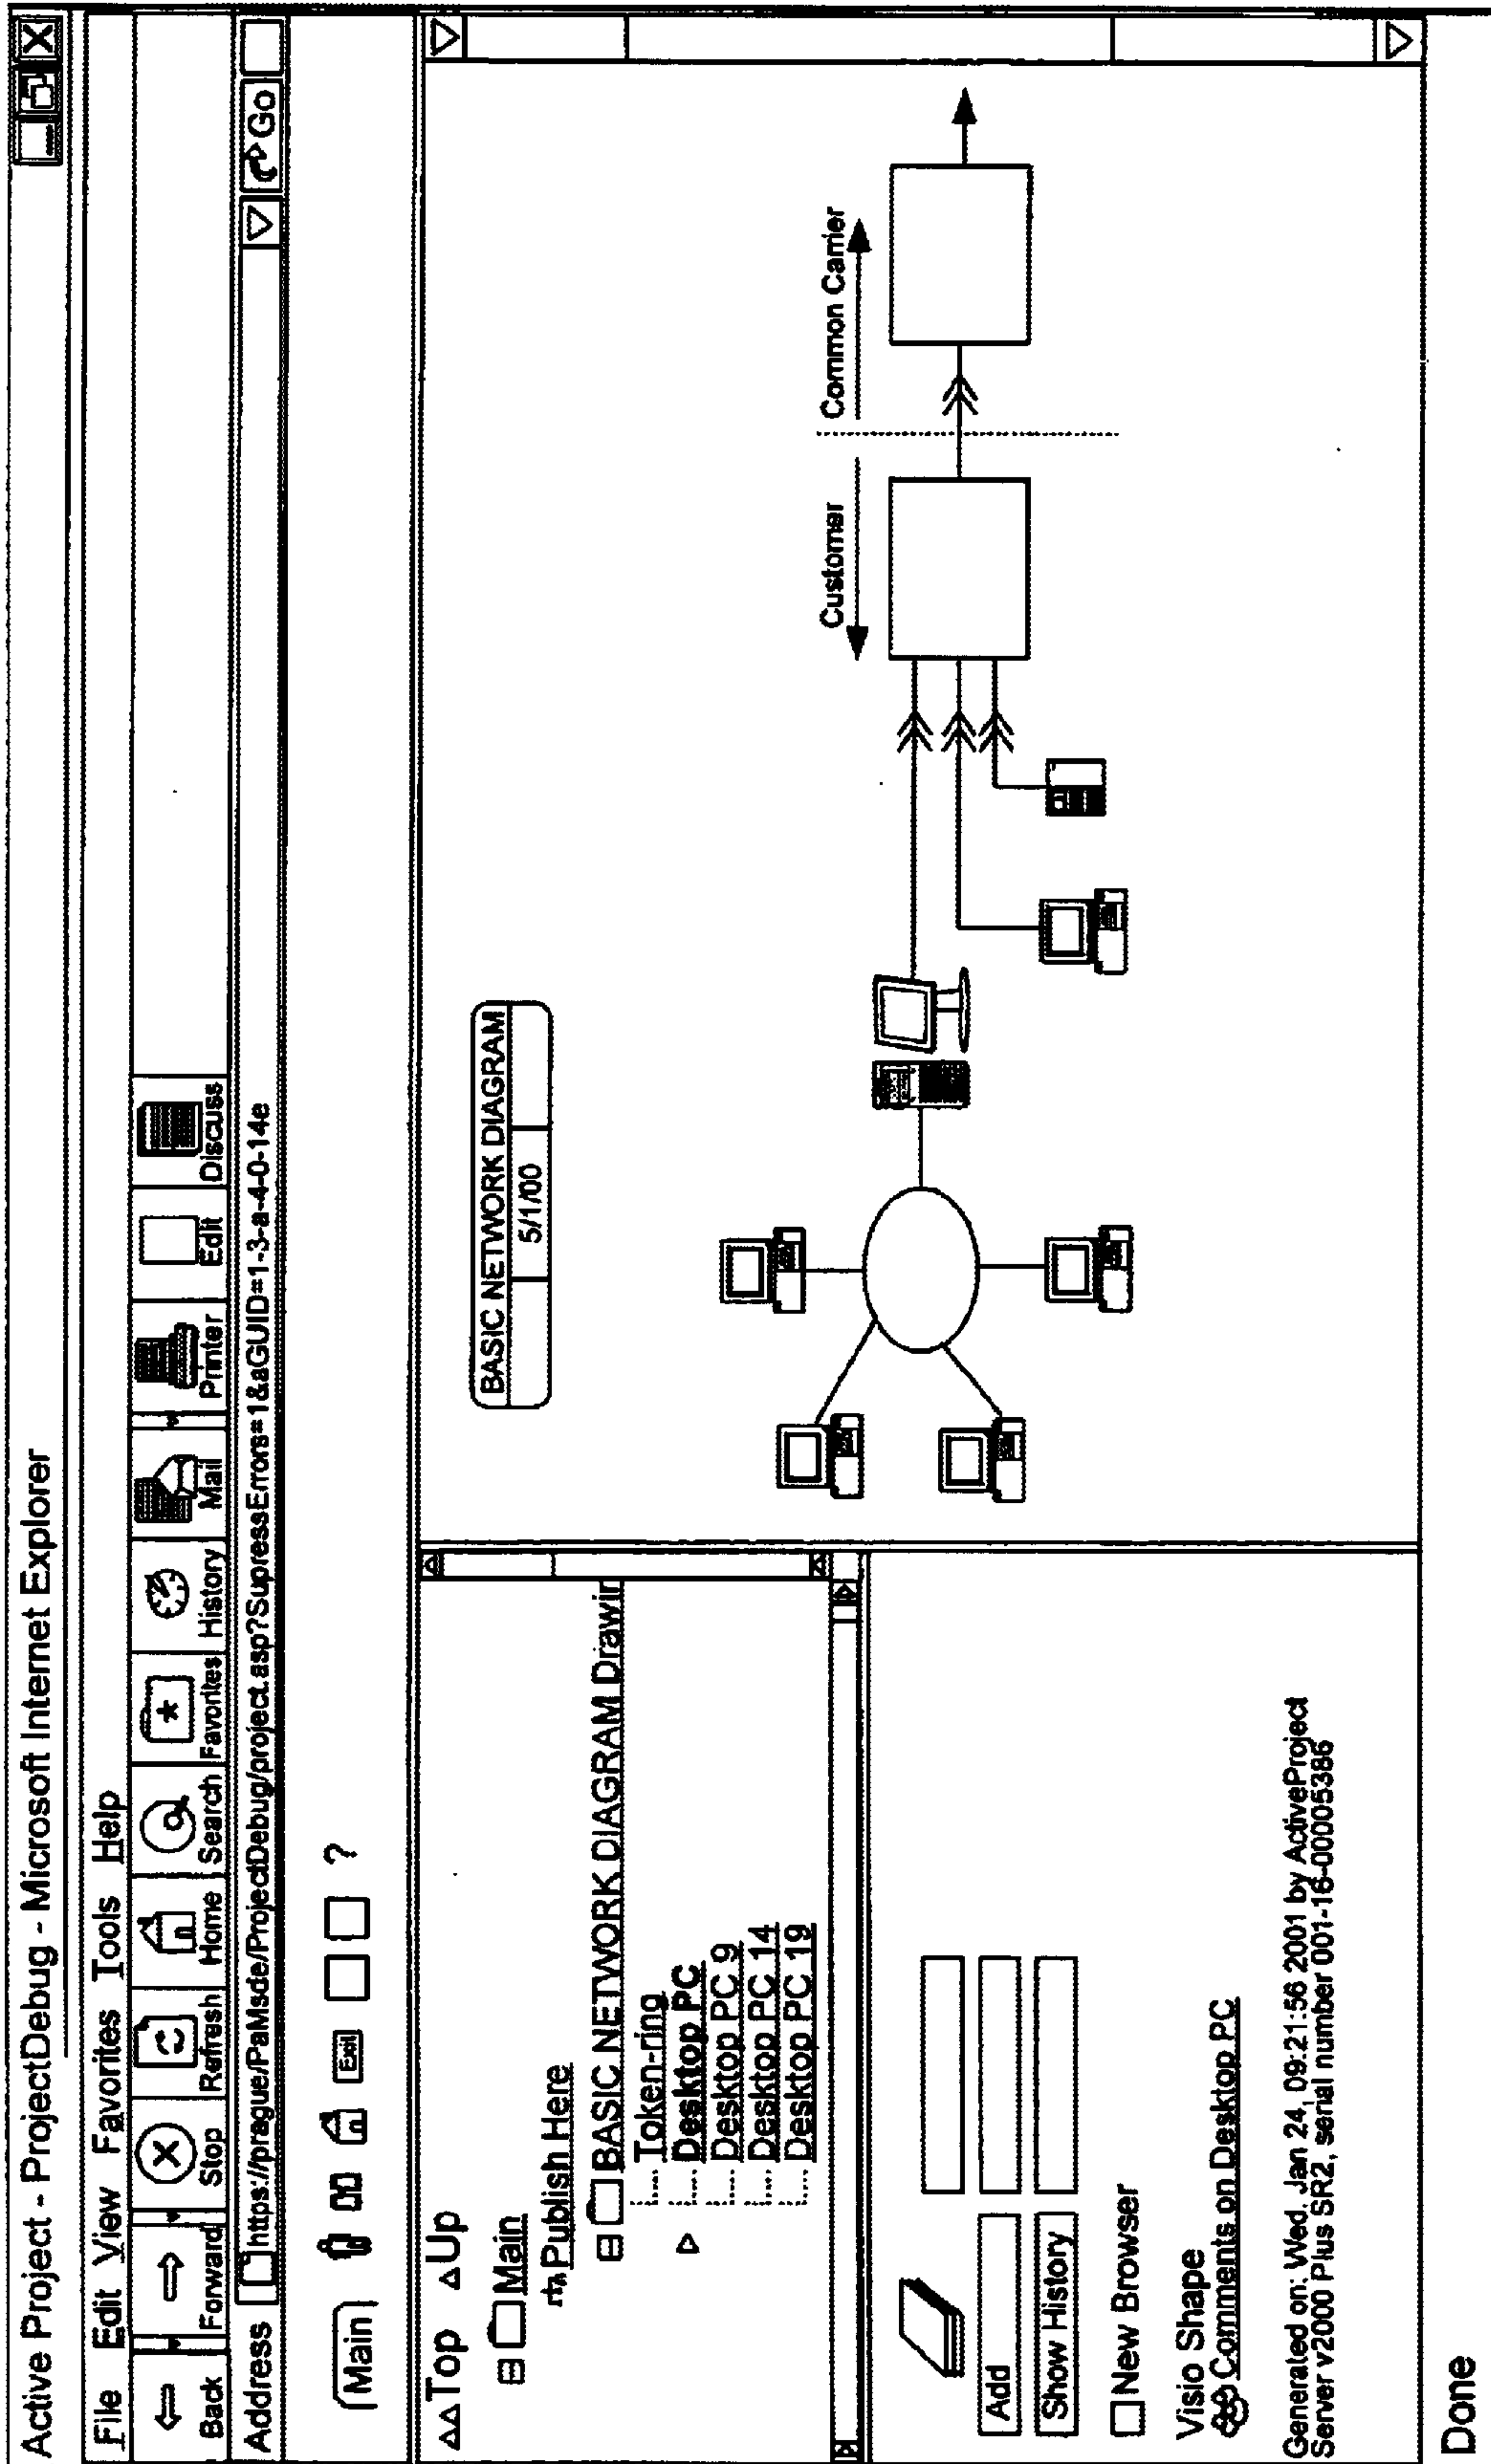 Active Project - ProjectDebug - Microsoft Internet Explorer
File Edit View Favorites Tools Help
Back Forward Stop Refresh Home Search Favorites History Mail Printer Edit Discuss
Address https://prague/PaMsde/ProjectDebug/project.asp?SupressErrors=1&aGUID=1-3-a-4-0-14e Go
Main Exit ?
Top Up
Main
Publish Here
BASIC NETWORK DIAGRAM Drawin
Token-ring
Desktop PC
Desktop PC 9
Desktop PC 14
Desktop PC 19
Add
Show History
New Browser
Visio Shape
Comments on Desktop PC
Generated on: Wed. Jan 24, 09:21:56 2001 by ActiveProject
Server v2000 Plus SR2, serial number 001-16-00005386
BASIC NETWORK DIAGRAM
5/1/00
Customer
Common Carrier
Done